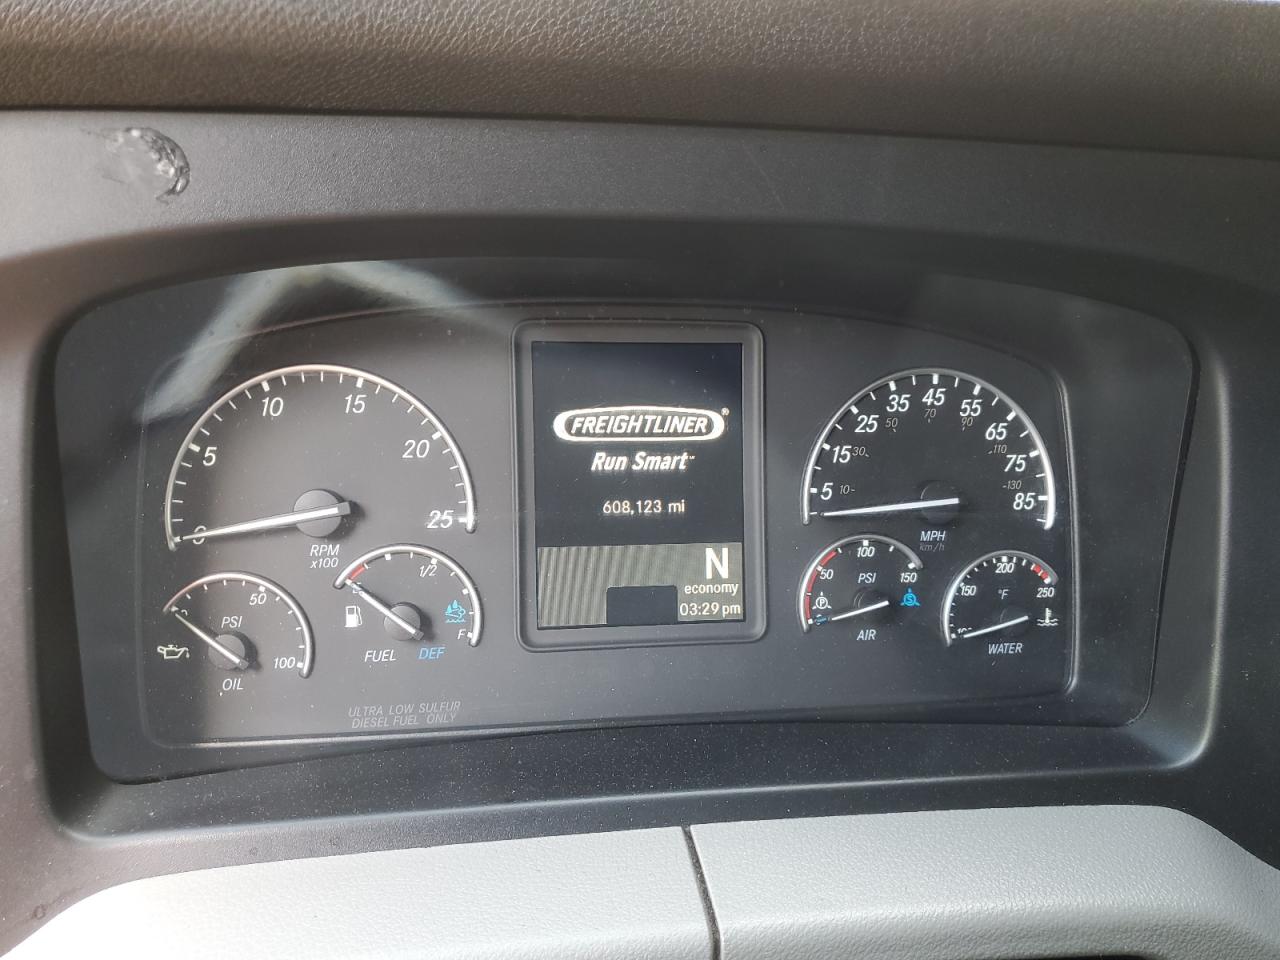 5
10
15
20
25
RPM
x100
0
50
100
PSI
OIL
1/2
F
FUEL DEF
ULTRA LOW SULFUR
DIESEL FUEL ONLY
FREIGHTLINER®
Run Smart™
608,123 mi
N
economy
03:29 pm
5
15
25
35
45
55
65
75
85
10
30
50
70
90
110
130
MPH
km/h
50
100
150
PSI
P
S
AIR
150
200
250
°F
WATER